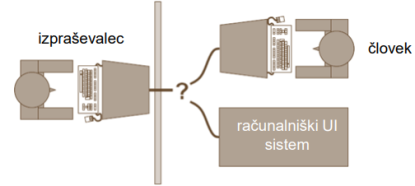 izpraševalec
človek
?
računalniški UI
sistem